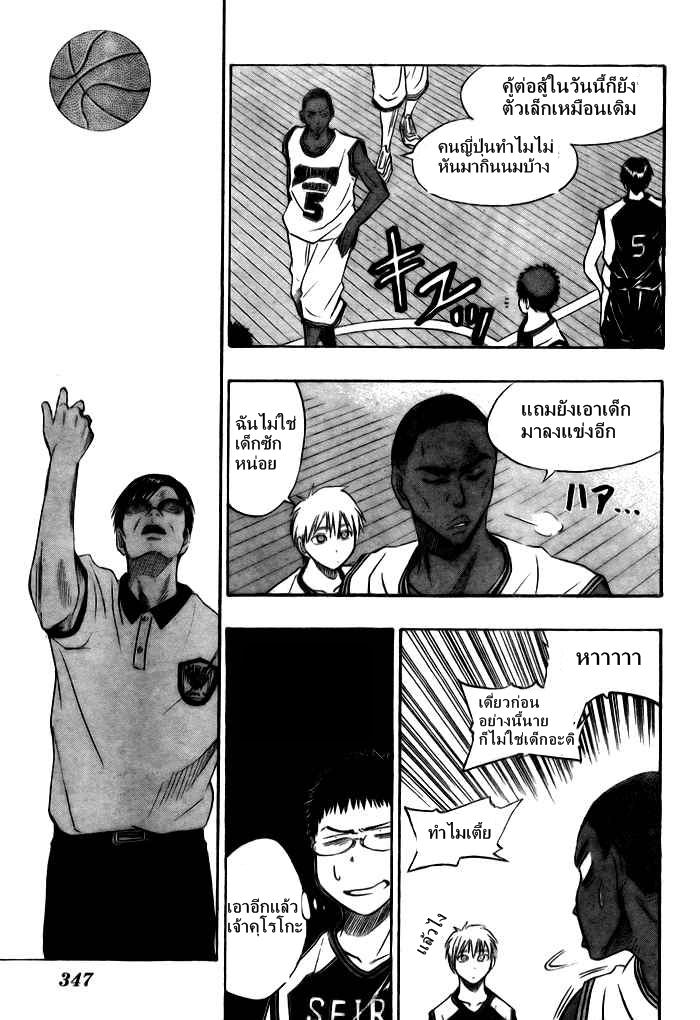 คู่ต่อสู้ในวันนี้ก็ยัง
ตัวเล็กเหมือนเดิม
คนญี่ปุนทำไมไม่
หันมากินนมบ้าง
5
5
แถมยังเอาเด็ก
มาลงแข่งอีก
ฉันไม่ใช่
เด็กซัก
หน่อย
ハァ...
หาาาาา
เดี๋ยวก่อน
อย่างนี้นาย
ก็ไม่ใช่เด็กอะดิ
ทำไมเตี้ย
แล้วไง
เอาอีกแล้ว
เจ้าคุโรโกะ
SEIR
347